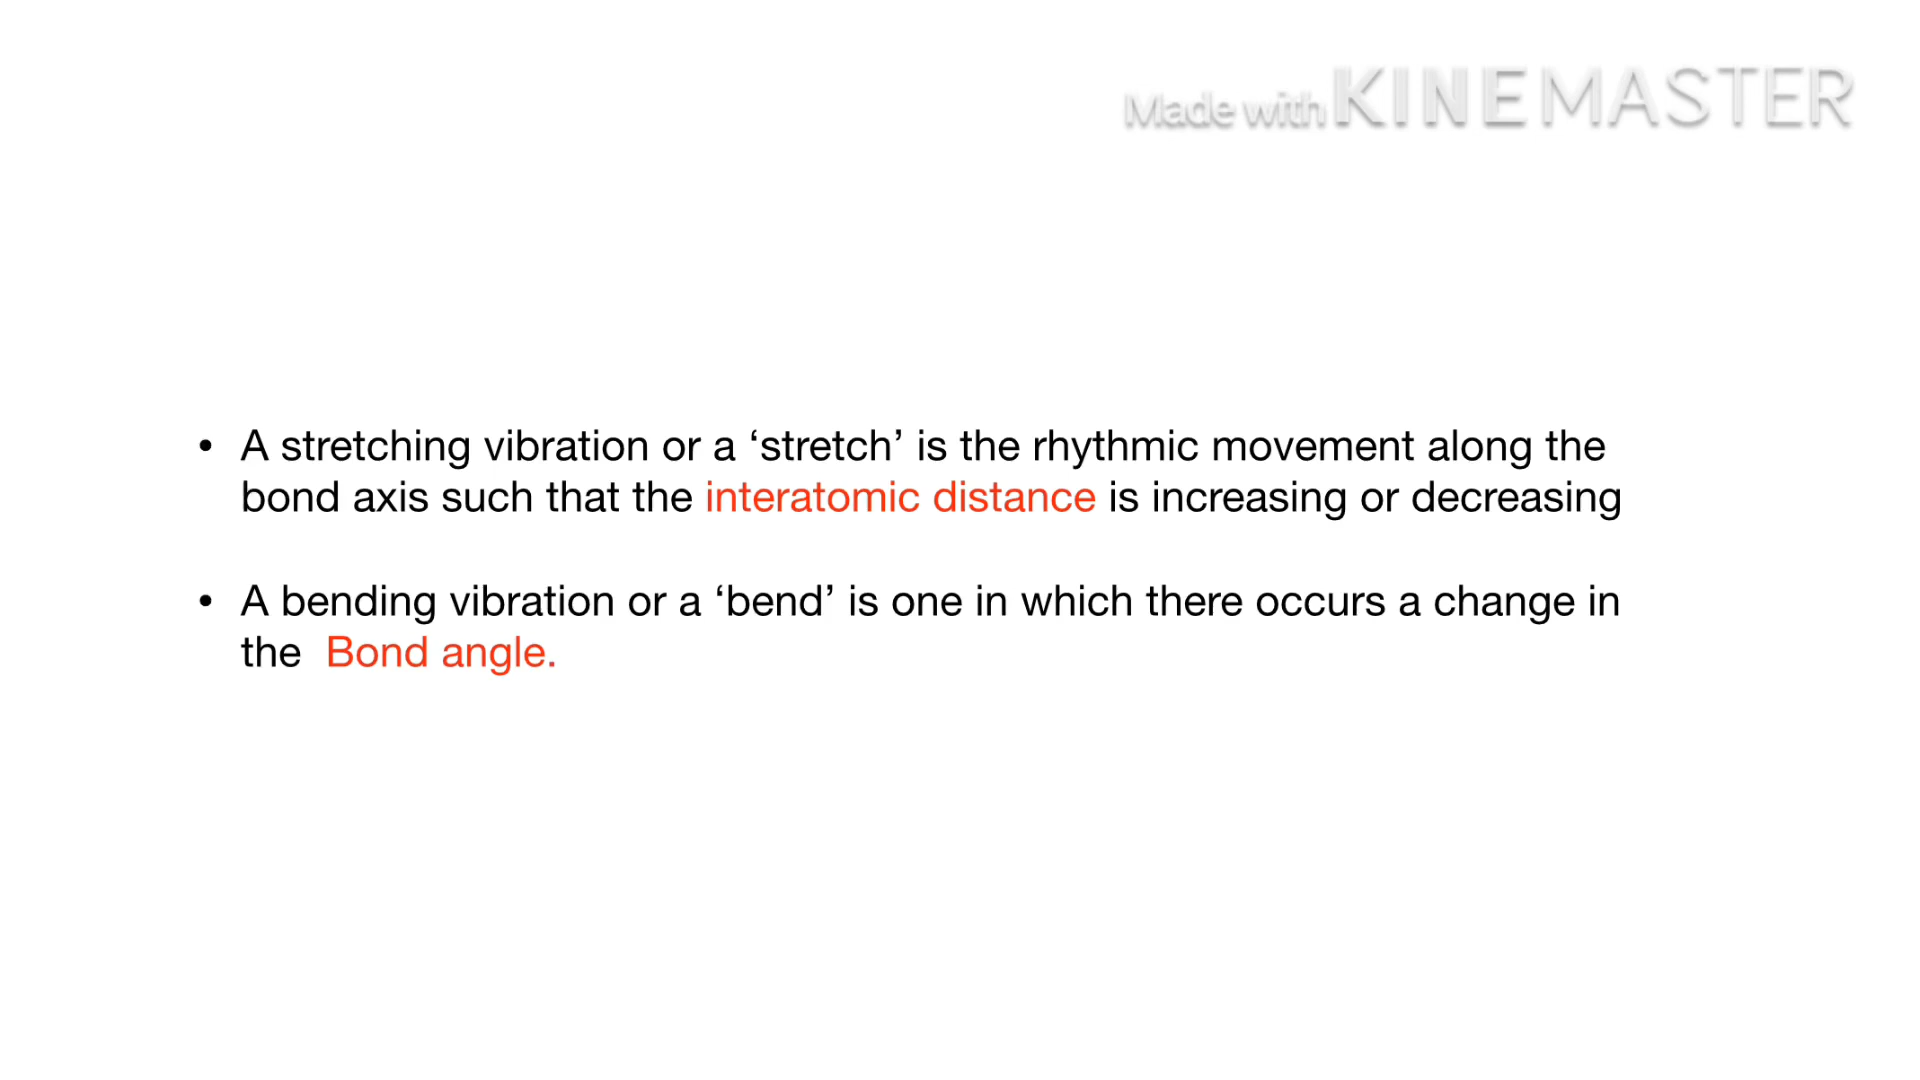 Made with KINEMASTER
• A stretching vibration or a ‘stretch’ is the rhythmic movement along the
bond axis such that the interatomic distance is increasing or decreasing
• A bending vibration or a ‘bend’ is one in which there occurs a change in
the  Bond angle.